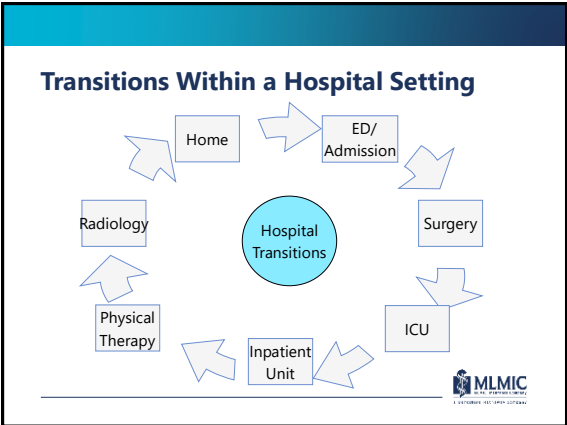 Transitions Within a Hospital Setting
Home
ED/
Admission
Surgery
ICU
Inpatient
Unit
Physical
Therapy
Radiology
Hospital
Transitions
MLMIC